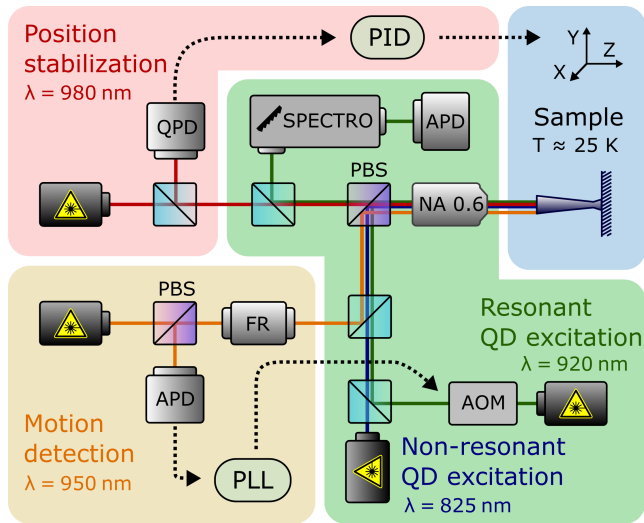 Position
stabilization
λ = 980 nm
PID
QPD
Y
Z
X
Sample
T ≈ 25 K
SPECTRO
APD
PBS
NA 0.6
PBS
FR
APD
Motion
detection
λ = 950 nm
PLL
Resonant
QD excitation
λ = 920 nm
AOM
Non-resonant
QD excitation
λ = 825 nm